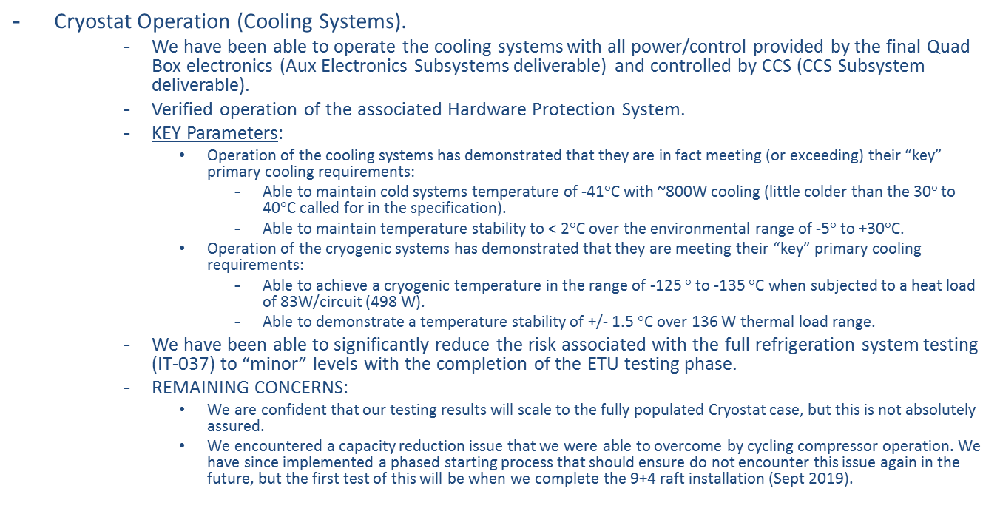 - Cryostat Operation (Cooling Systems).
- We have been able to operate the cooling systems with all power/control provided by the final Quad
Box electronics (Aux Electronics Subsystems deliverable) and controlled by CCS (CCS Subsystem
deliverable).
- Verified operation of the associated Hardware Protection System.
- KEY Parameters:
• Operation of the cooling systems has demonstrated that they are in fact meeting (or exceeding) their “key”
primary cooling requirements:
- Able to maintain cold systems temperature of -41°C with ~800W cooling (little colder than the 30° to
40°C called for in the specification).
- Able to maintain temperature stability to < 2°C over the environmental range of -5° to +30°C.
• Operation of the cryogenic systems has demonstrated that they are meeting their “key” primary cooling
requirements:
- Able to achieve a cryogenic temperature in the range of -125 ° to -135 °C when subjected to a heat load
of 83W/circuit (498 W).
- Able to demonstrate a temperature stability of +/- 1.5 °C over 136 W thermal load range.
- We have been able to significantly reduce the risk associated with the full refrigeration system testing
(IT-037) to “minor” levels with the completion of the ETU testing phase.
- REMAINING CONCERNS:
• We are confident that our testing results will scale to the fully populated Cryostat case, but this is not absolutely
assured.
• We encountered a capacity reduction issue that we were able to overcome by cycling compressor operation. We
have since implemented a phased starting process that should ensure do not encounter this issue again in the
future, but the first test of this will be when we complete the 9+4 raft installation (Sept 2019).